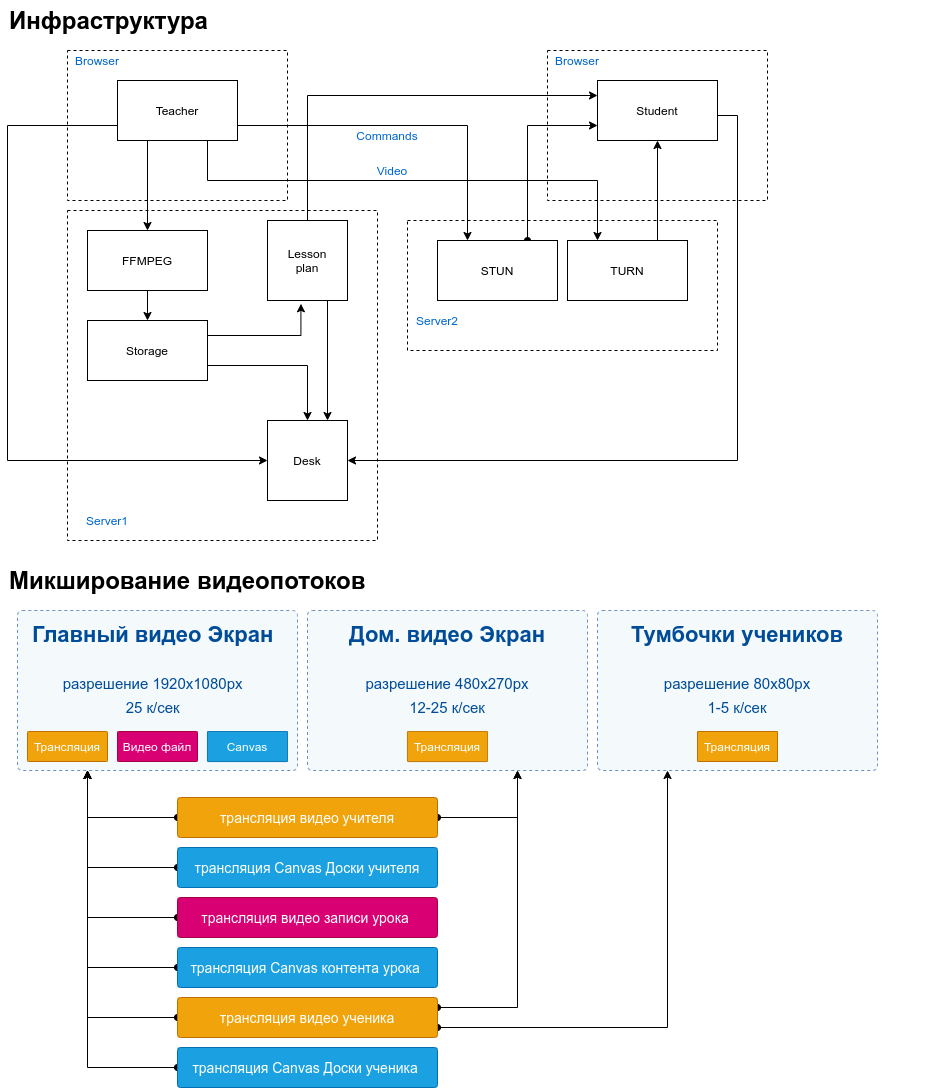 Инфраструктура
Browser
Browser
Teacher
Student
Commands
Video
FFMPEG
Lesson
plan
STUN
TURN
Server2
Storage
Desk
Server1
Микширование видеопотоков
Главный видео Экран
разрешение 1920х1080рх
25 к/сек
Трансляция
Видео файл
Canvas
Дом. видео Экран
разрешение 480х270рх
12-25 к/сек
Трансляция
Тумбочки учеников
разрешение 80х80рх
1-5 к/сек
Трансляция
трансляция видео учителя
трансляция Canvas Доски учителя
трансляция видео записи урока
трансляция Canvas контента урока
трансляция видео ученика
трансляция Canvas Доски ученика